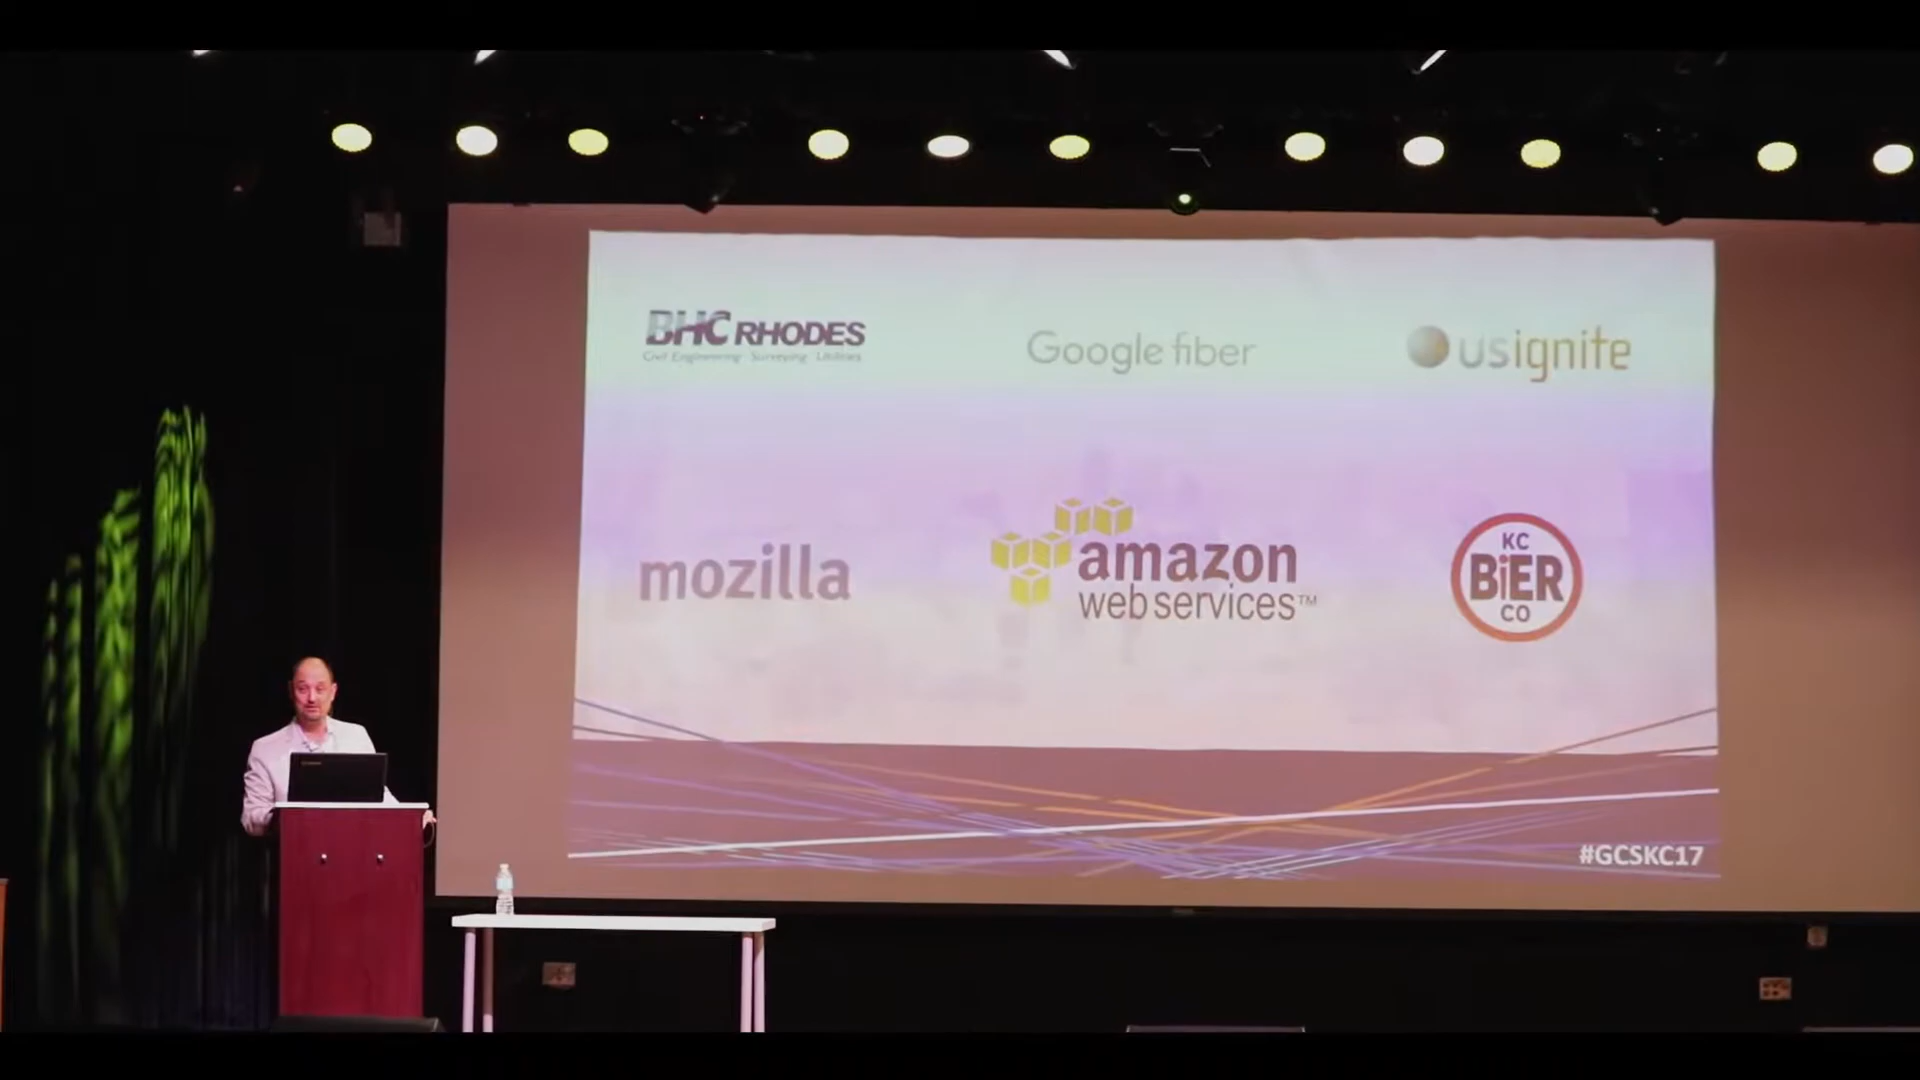 BHC RHODES
Civil Engineering · Surveying · Utilities
Google fiber
usignite
mozilla
amazon
web services™
KC
BiER
CO
#GCSKC17